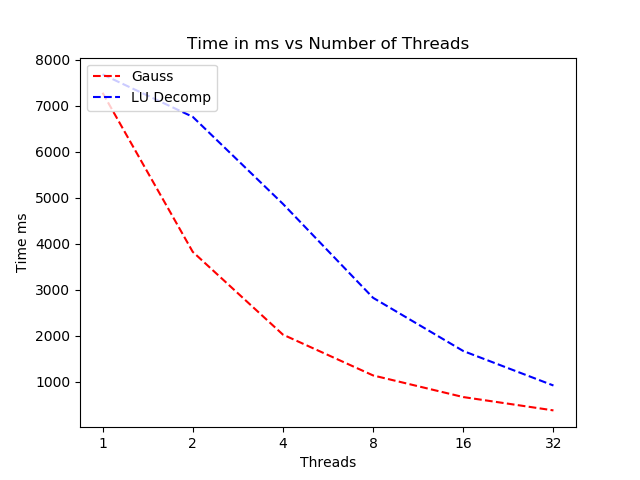 Time in ms vs Number of Threads
Gauss
LU Decomp
8000
7000
6000
5000
4000
3000
2000
1000
Time ms
1 2 4 8 16 32
Threads